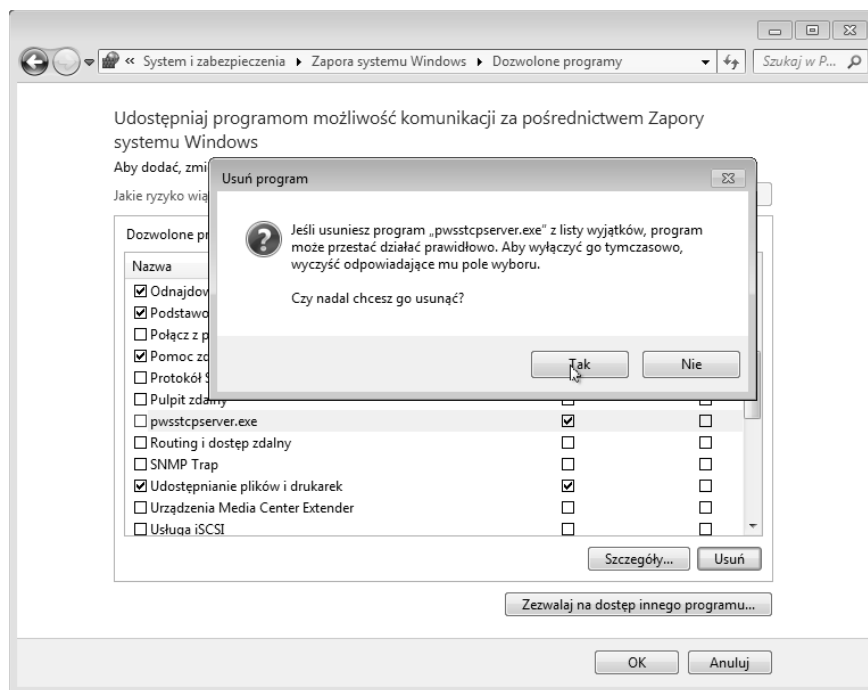 « System i zabezpieczenia ▸ Zapora systemu Windows ▸ Dozwolone programy
Szukaj w P...
Udostępniaj programom możliwość komunikacji za pośrednictwem Zapory
systemu Windows
Aby dodać, zmi
Jakie ryzyko wią
Usuń program
Jeśli usuniesz program „pwsstcpserver.exe” z listy wyjątków, program
może przestać działać prawidłowo. Aby wyłączyć go tymczasowo,
wyczyść odpowiadające mu pole wyboru.
Czy nadal chcesz go usunąć?
Tak Nie
Dozwolone pr
Nazwa
Odnajdow
Podstawo
Połącz z p
Pomoc zd
Protokół S
Pulpit zdalny
pwsstcpserver.exe
Routing i dostęp zdalny
SNMP Trap
Udostępnianie plików i drukarek
Urządzenia Media Center Extender
Usługa iSCSI
Szczegóły... Usuń
Zezwalaj na dostęp innego programu...
OK Anuluj